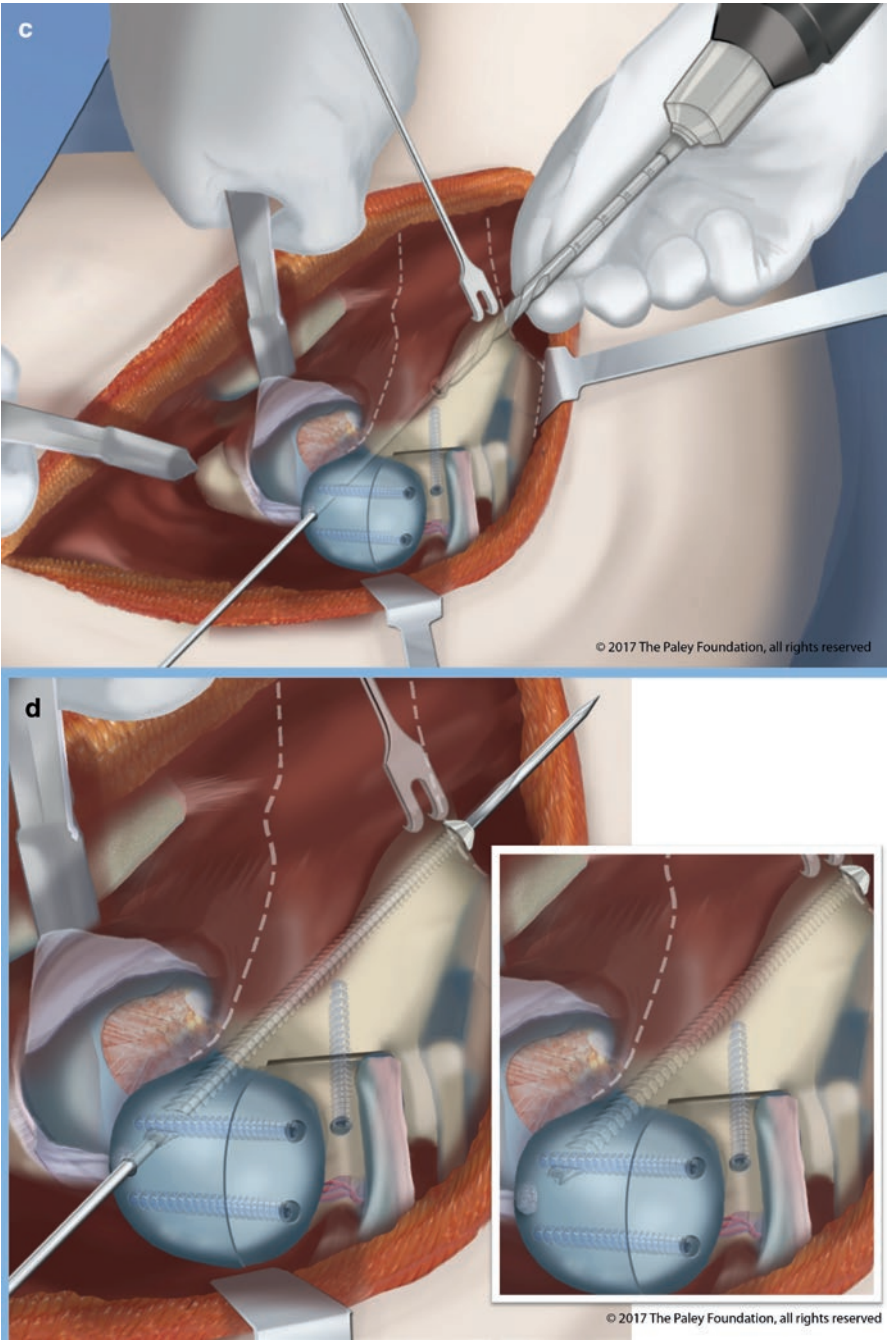 c
© 2017 The Paley Foundation, all rights reserved
d
© 2017 The Paley Foundation, all rights reserved